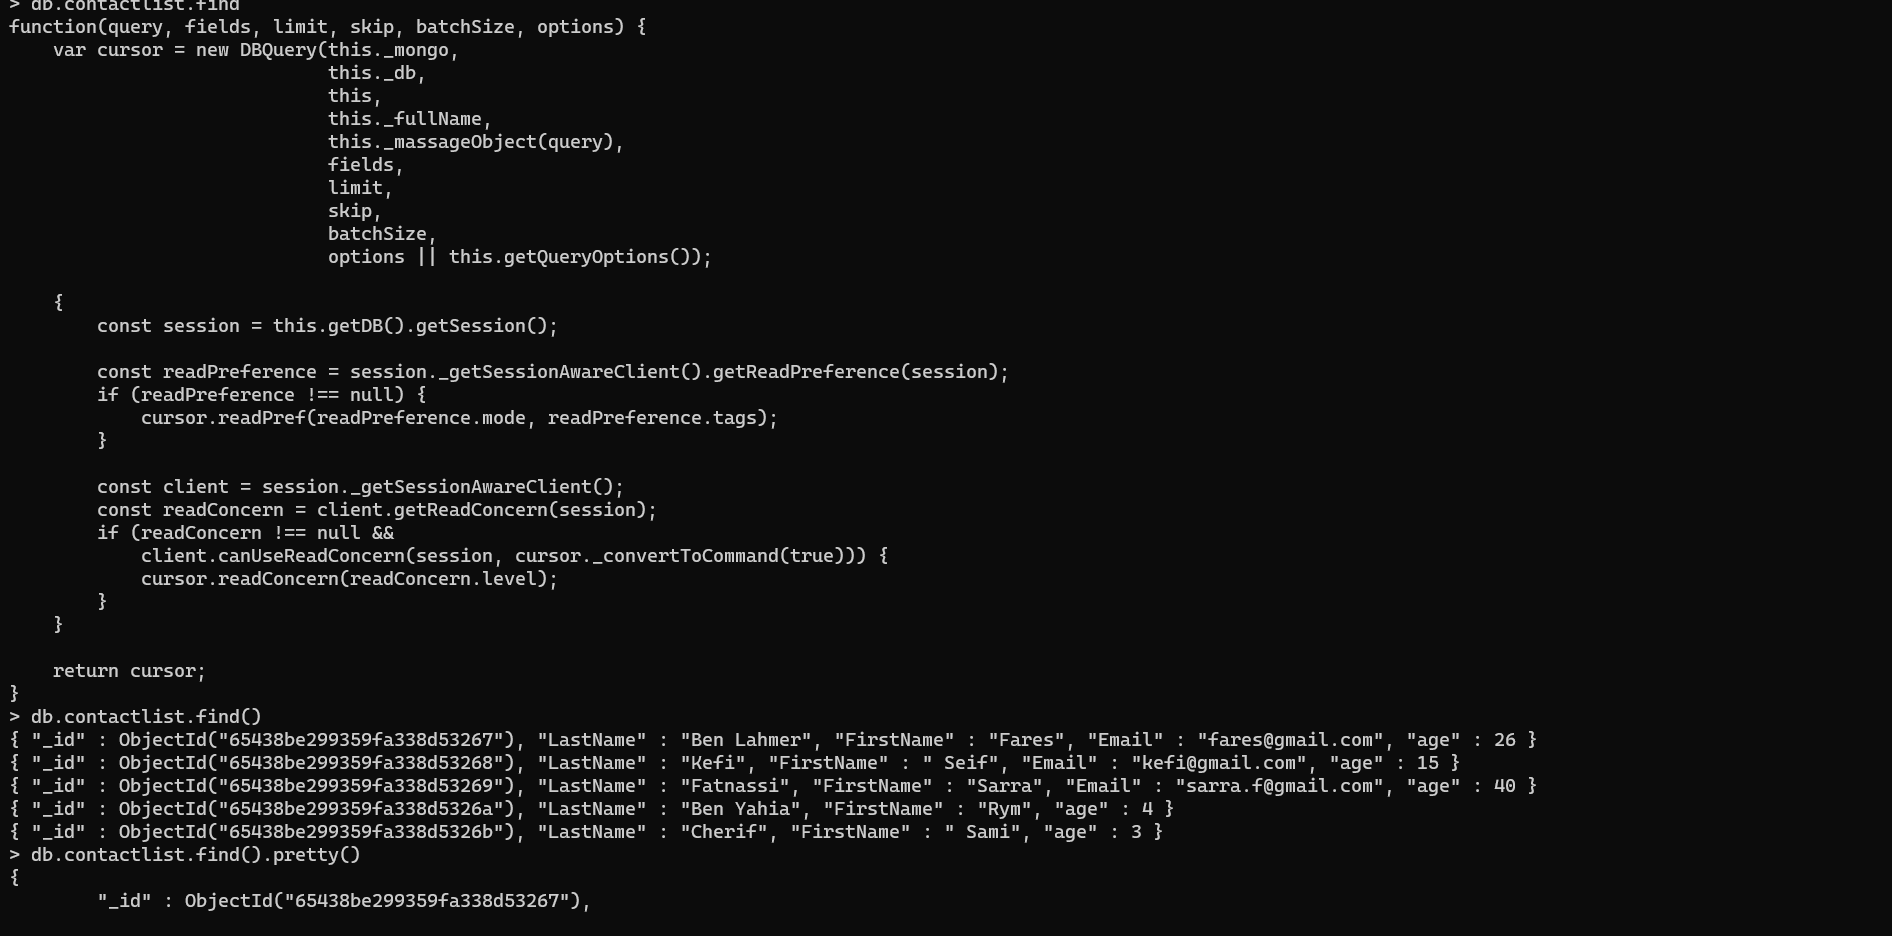 > db.contactlist.find
function(query, fields, limit, skip, batchSize, options) {
    var cursor = new DBQuery(this._mongo,
                             this._db,
                             this,
                             this._fullName,
                             this._massageObject(query),
                             fields,
                             limit,
                             skip,
                             batchSize,
                             options || this.getQueryOptions());

    {
        const session = this.getDB().getSession();

        const readPreference = session._getSessionAwareClient().getReadPreference(session);
        if (readPreference !== null) {
            cursor.readPref(readPreference.mode, readPreference.tags);
        }

        const client = session._getSessionAwareClient();
        const readConcern = client.getReadConcern(session);
        if (readConcern !== null &&
            client.canUseReadConcern(session, cursor._convertToCommand(true))) {
            cursor.readConcern(readConcern.level);
        }
    }

    return cursor;
}
> db.contactlist.find()
{ "_id" : ObjectId("65438be299359fa338d53267"), "LastName" : "Ben Lahmer", "FirstName" : "Fares", "Email" : "fares@gmail.com", "age" : 26 }
{ "_id" : ObjectId("65438be299359fa338d53268"), "LastName" : "Kefi", "FirstName" : " Seif", "Email" : "kefi@gmail.com", "age" : 15 }
{ "_id" : ObjectId("65438be299359fa338d53269"), "LastName" : "Fatnassi", "FirstName" : "Sarra", "Email" : "sarra.f@gmail.com", "age" : 40 }
{ "_id" : ObjectId("65438be299359fa338d5326a"), "LastName" : "Ben Yahia", "FirstName" : "Rym", "age" : 4 }
{ "_id" : ObjectId("65438be299359fa338d5326b"), "LastName" : "Cherif", "FirstName" : " Sami", "age" : 3 }
> db.contactlist.find().pretty()
{
        "_id" : ObjectId("65438be299359fa338d53267"),